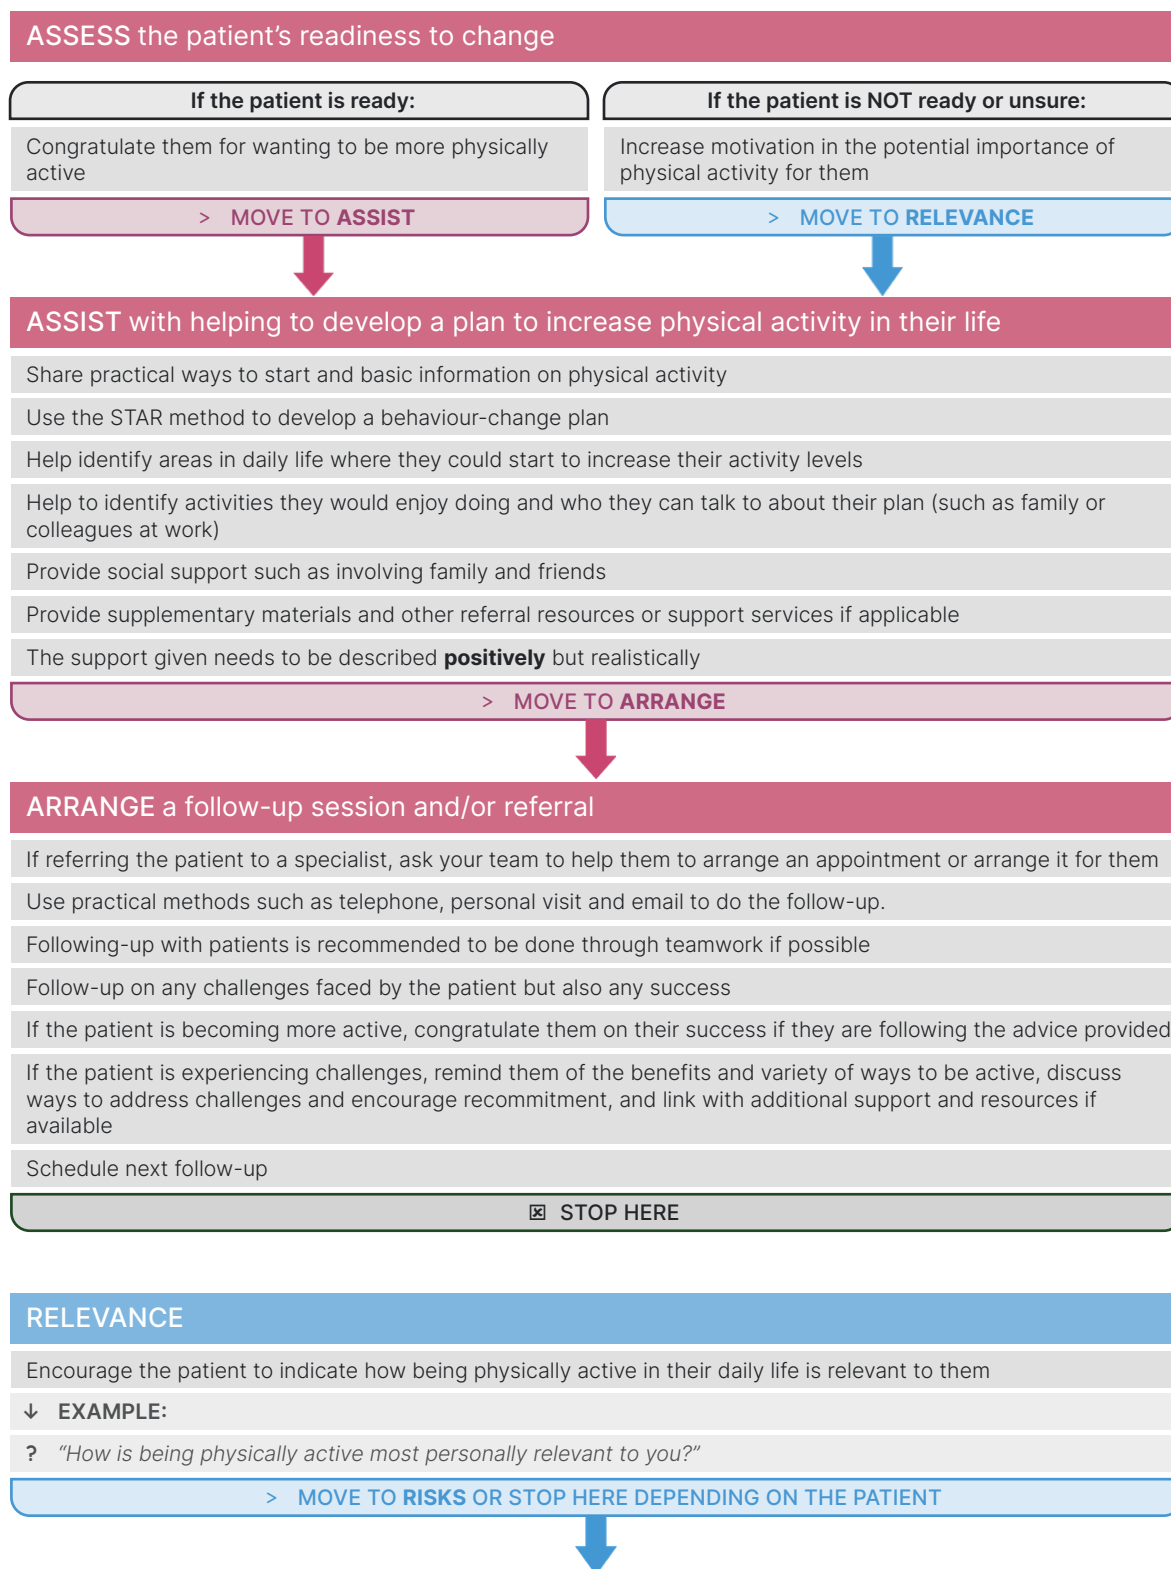 ASSESS the patient’s readiness to change
If the patient is ready:
Congratulate them for wanting to be more physically
active
> MOVE TO ASSIST
If the patient is NOT ready or unsure:
Increase motivation in the potential importance of
physical activity for them
> MOVE TO RELEVANCE
ASSIST with helping to develop a plan to increase physical activity in their life
Share practical ways to start and basic information on physical activity
Use the STAR method to develop a behaviour-change plan
Help identify areas in daily life where they could start to increase their activity levels
Help to identify activities they would enjoy doing and who they can talk to about their plan (such as family or
colleagues at work)
Provide social support such as involving family and friends
Provide supplementary materials and other referral resources or support services if applicable
The support given needs to be described positively but realistically
> MOVE TO ARRANGE
ARRANGE a follow-up session and/or referral
If referring the patient to a specialist, ask your team to help them to arrange an appointment or arrange it for them
Use practical methods such as telephone, personal visit and email to do the follow-up.
Following-up with patients is recommended to be done through teamwork if possible
Follow-up on any challenges faced by the patient but also any success
If the patient is becoming more active, congratulate them on their success if they are following the advice provided
If the patient is experiencing challenges, remind them of the benefits and variety of ways to be active, discuss
ways to address challenges and encourage recommitment, and link with additional support and resources if
available
Schedule next follow-up
☒ STOP HERE
RELEVANCE
Encourage the patient to indicate how being physically active in their daily life is relevant to them
↓ EXAMPLE:
? “How is being physically active most personally relevant to you?”
> MOVE TO RISKS OR STOP HERE DEPENDING ON THE PATIENT